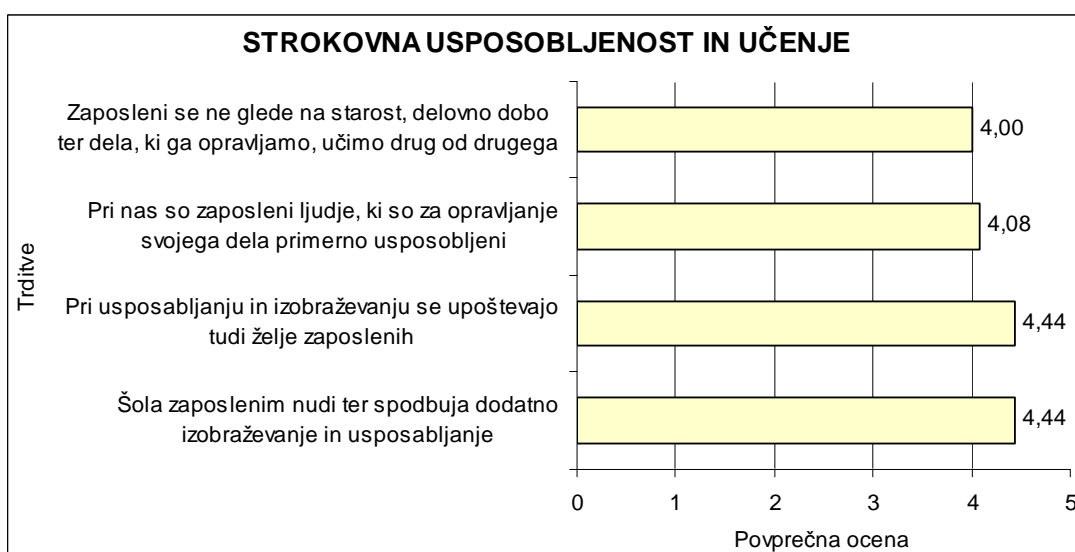 STROKOVNA USPOSOBLJENOST IN UČENJE
Zaposleni se ne glede na starost, delovno dobo
ter dela, ki ga opravljamo, učimo drug od drugega
4,00
Pri nas so zaposleni ljudje, ki so za opravljanje
svojega dela primerno usposobljeni
4,08
Trditve
Pri usposabljanju in izobraževanju se upoštevajo
tudi želje zaposlenih
4,44
Šola zaposlenim nudi ter spodbuja dodatno
izobraževanje in usposabljanje
4,44
0 1 2 3 4 5
Povprečna ocena